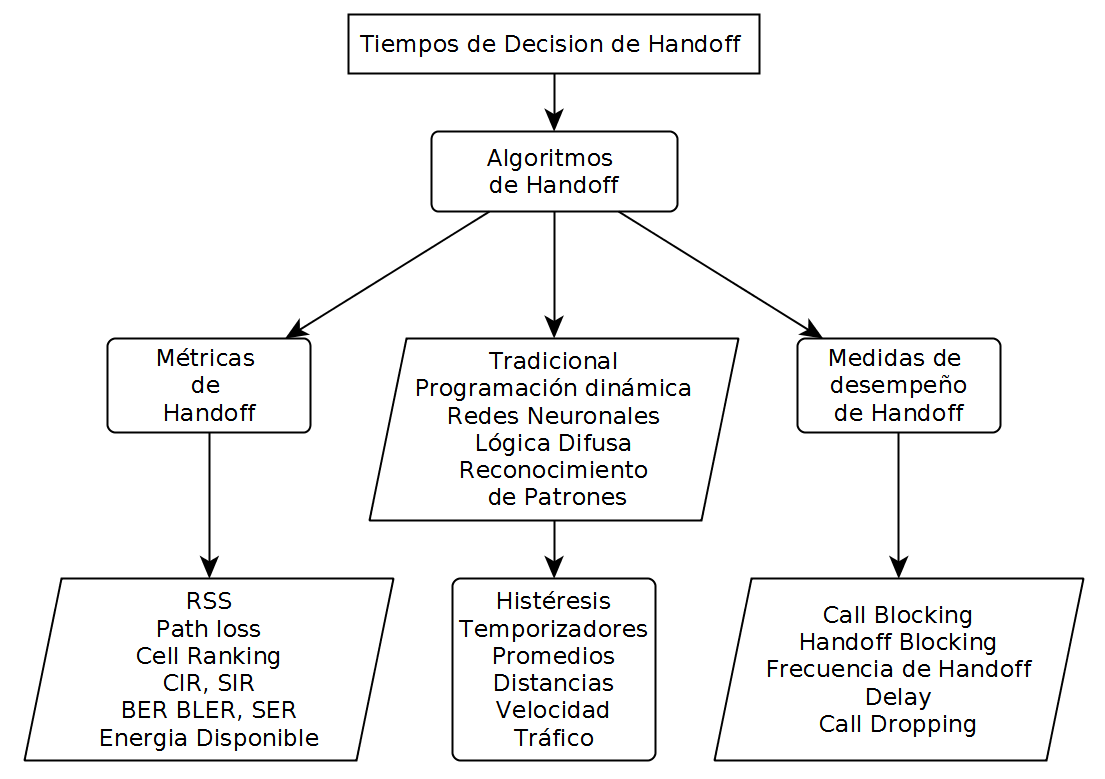 Tiempos de Decision de Handoff
Algoritmos
de Handoff
Métricas
de
Handoff
Tradicional
Programación dinámica
Redes Neuronales
Lógica Difusa
Reconocimiento
de Patrones
Medidas de
desempeño
de Handoff
RSS
Path loss
Cell Ranking
CIR, SIR
BER BLER, SER
Energia Disponible
Histéresis
Temporizadores
Promedios
Distancias
Velocidad
Tráfico
Call Blocking
Handoff Blocking
Frecuencia de Handoff
Delay
Call Dropping